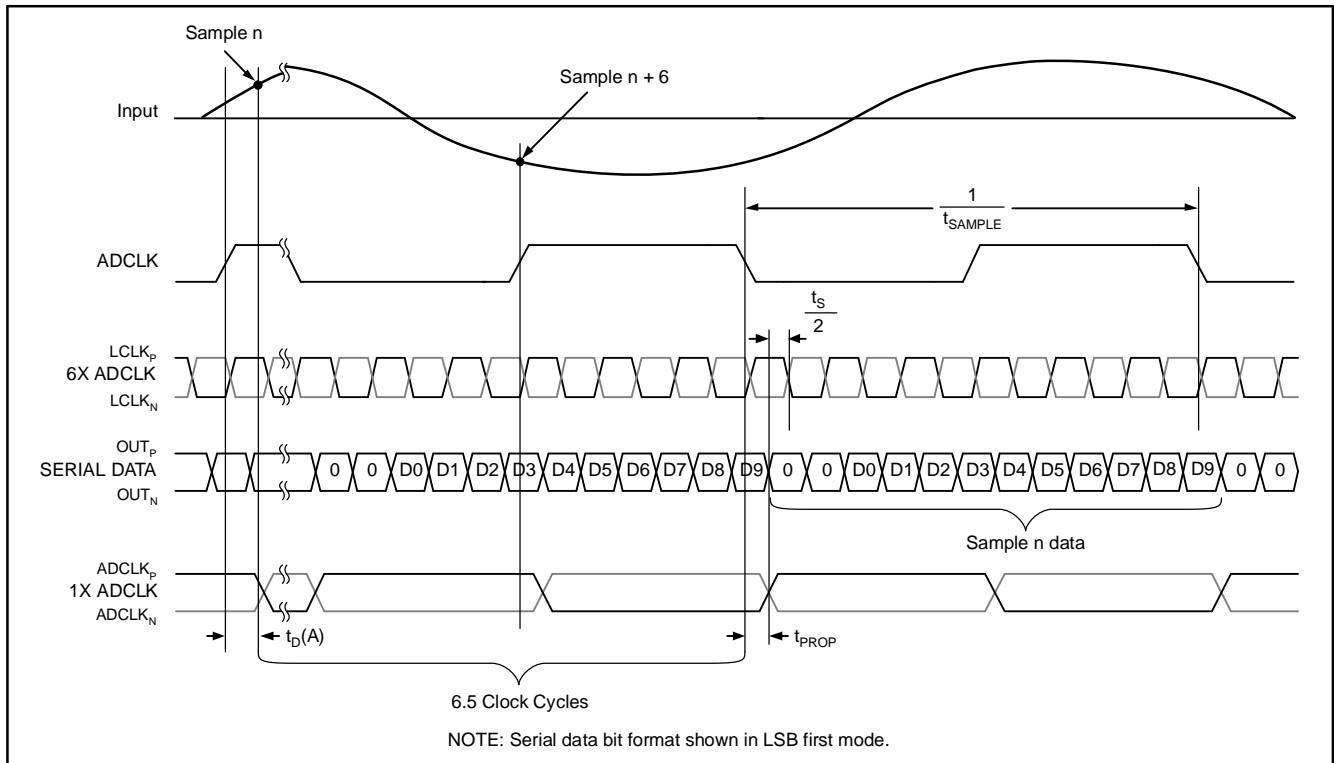 Sample n
Sample n + 6
Input
1
tSAMPLE
ADCLK
tS
2
LCLKP
6X ADCLK
LCLKN
OUTP
SERIAL DATA
OUTN
0 0 D0 D1 D2 D3 D4 D5 D6 D7 D8 D9 0 0 D0 D1 D2 D3 D4 D5 D6 D7 D8 D9 0 0
Sample n data
ADCLKP
1X ADCLK
ADCLKN
tD(A)
tPROP
6.5 Clock Cycles
NOTE: Serial data bit format shown in LSB first mode.